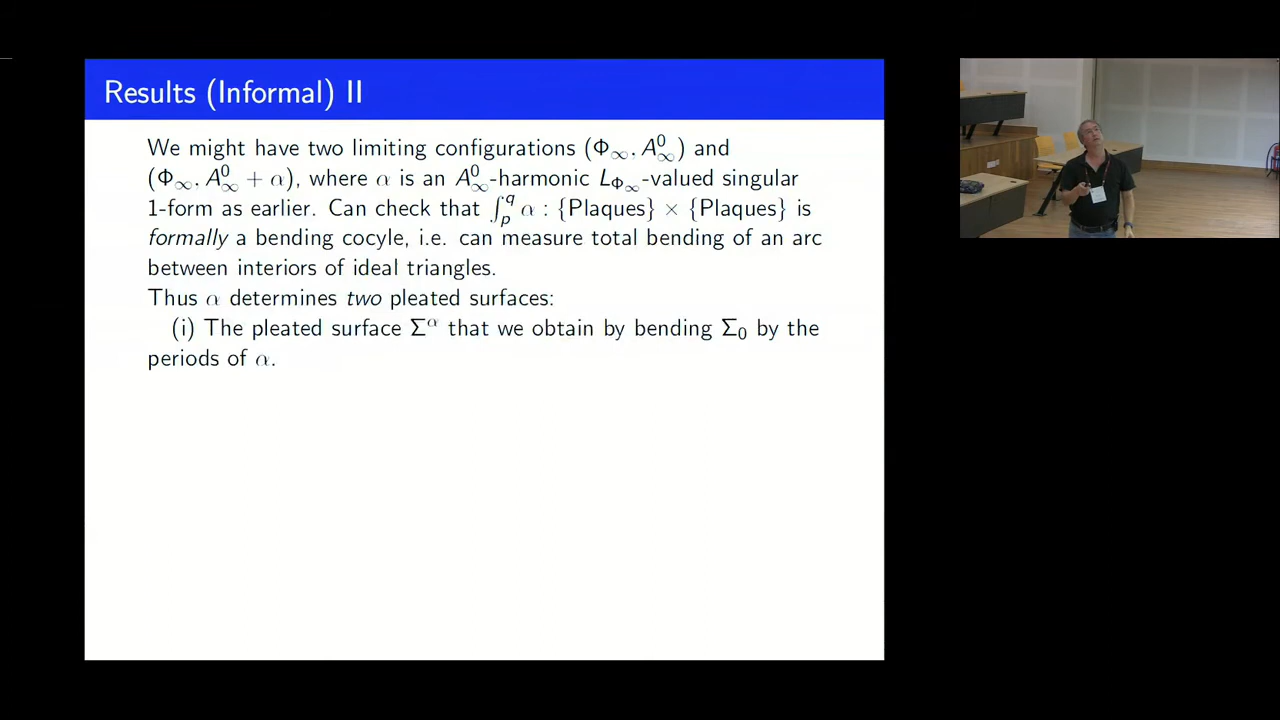 Results (Informal) II
We might have two limiting configurations (Φ∞, A⁰∞) and
(Φ∞, A⁰∞ + α), where α is an A⁰∞-harmonic L_Φ∞-valued singular
1-form as earlier. Can check that ∫_p^q α : {Plaques} × {Plaques} is
formally a bending cocyle, i.e. can measure total bending of an arc
between interiors of ideal triangles.
Thus α determines two pleated surfaces:
(i) The pleated surface Σ^α that we obtain by bending Σ₀ by the
periods of α.